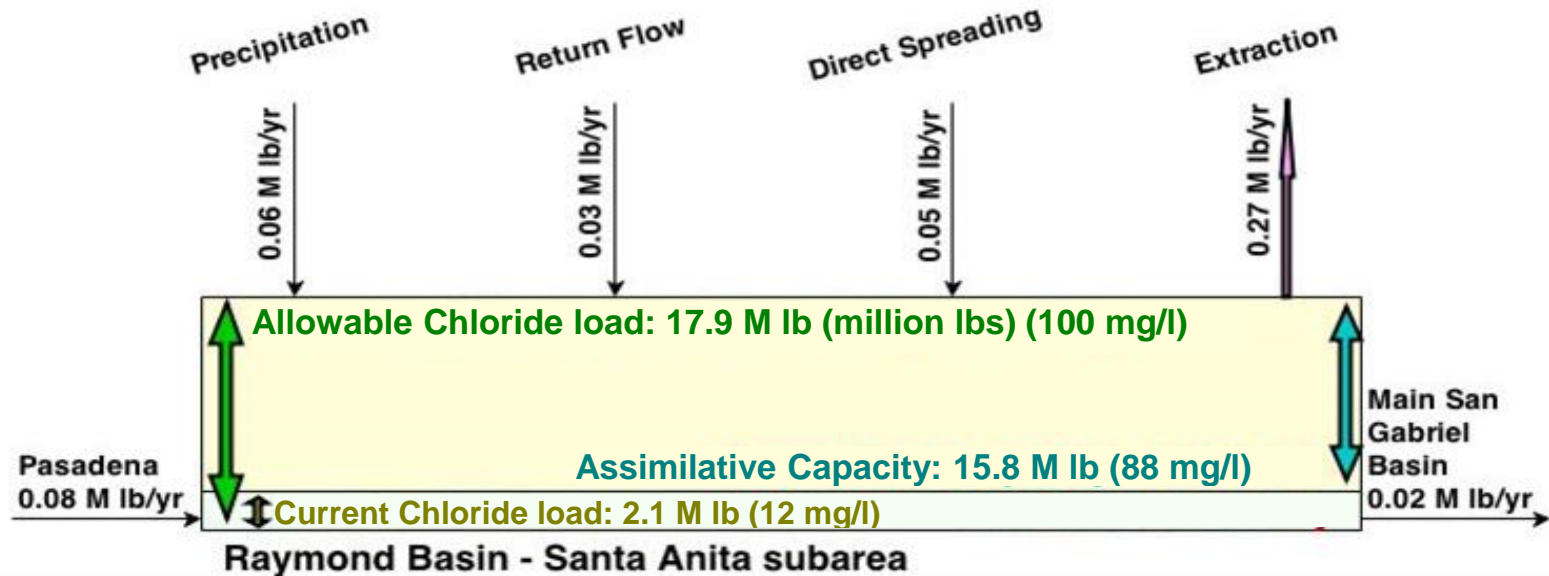 Precipitation
Return Flow
Direct Spreading
Extraction
0.06 M lb/yr
0.03 M lb/yr
0.05 M lb/yr
0.27 M lb/yr
Allowable Chloride load: 17.9 M lb (million lbs) (100 mg/l)
Main San
Gabriel
Basin
0.02 M lb/yr
Assimilative Capacity: 15.8 M lb (88 mg/l)
Pasadena
0.08 M lb/yr
Current Chloride load: 2.1 M lb (12 mg/l)
Raymond Basin - Santa Anita subarea